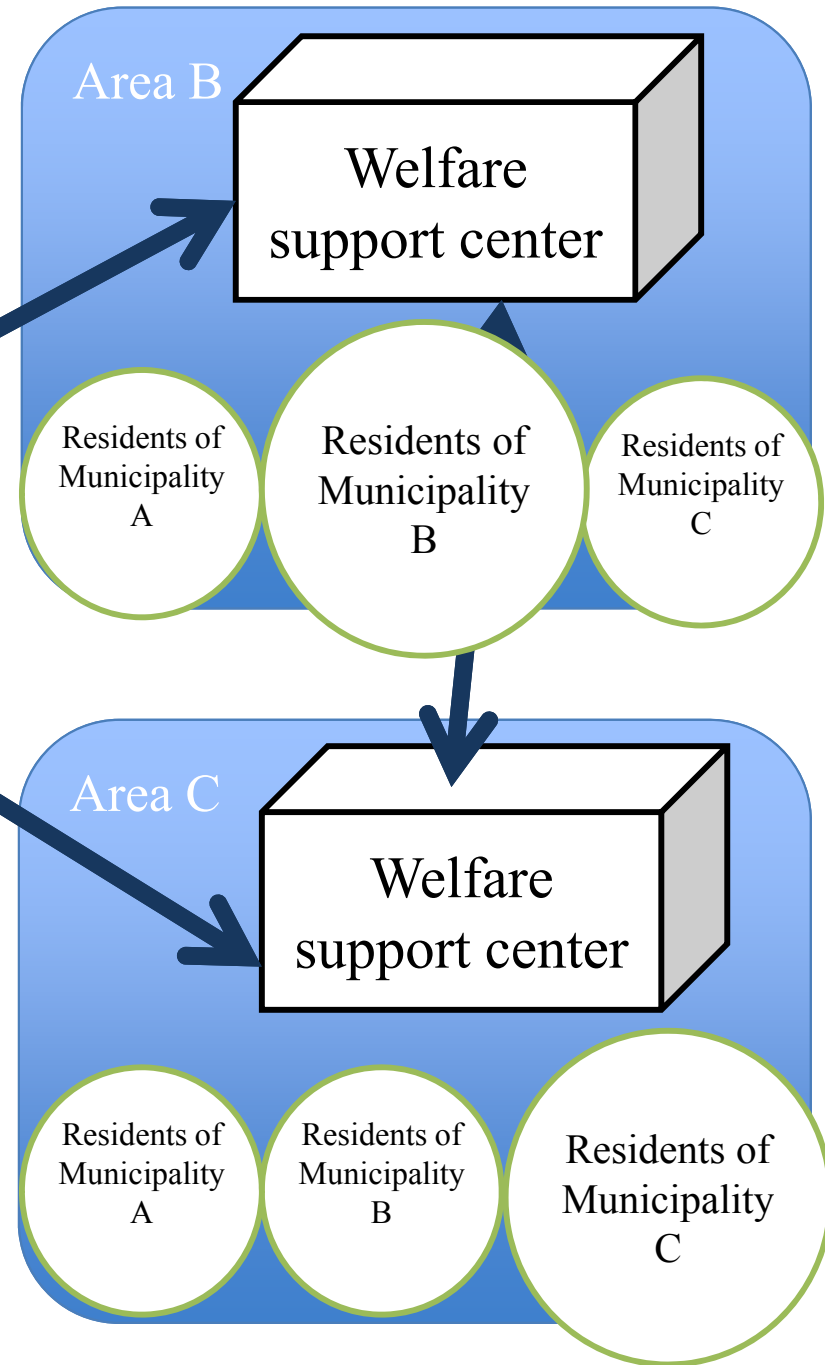 Area B
Welfare
support center
Residents of
Municipality
A
Residents of
Municipality
B
Residents of
Municipality
C
Area C
Welfare
support center
Residents of
Municipality
A
Residents of
Municipality
B
Residents of
Municipality
C